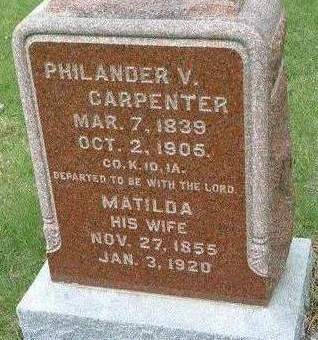 PHILANDER V.
CARPENTER
MAR. 7, 1839
OCT. 2, 1905.
CO. K. 10, IA.
DEPARTED TO BE WITH THE LORD
MATILDA
HIS WIFE
NOV. 27, 1855
JAN. 3, 1920